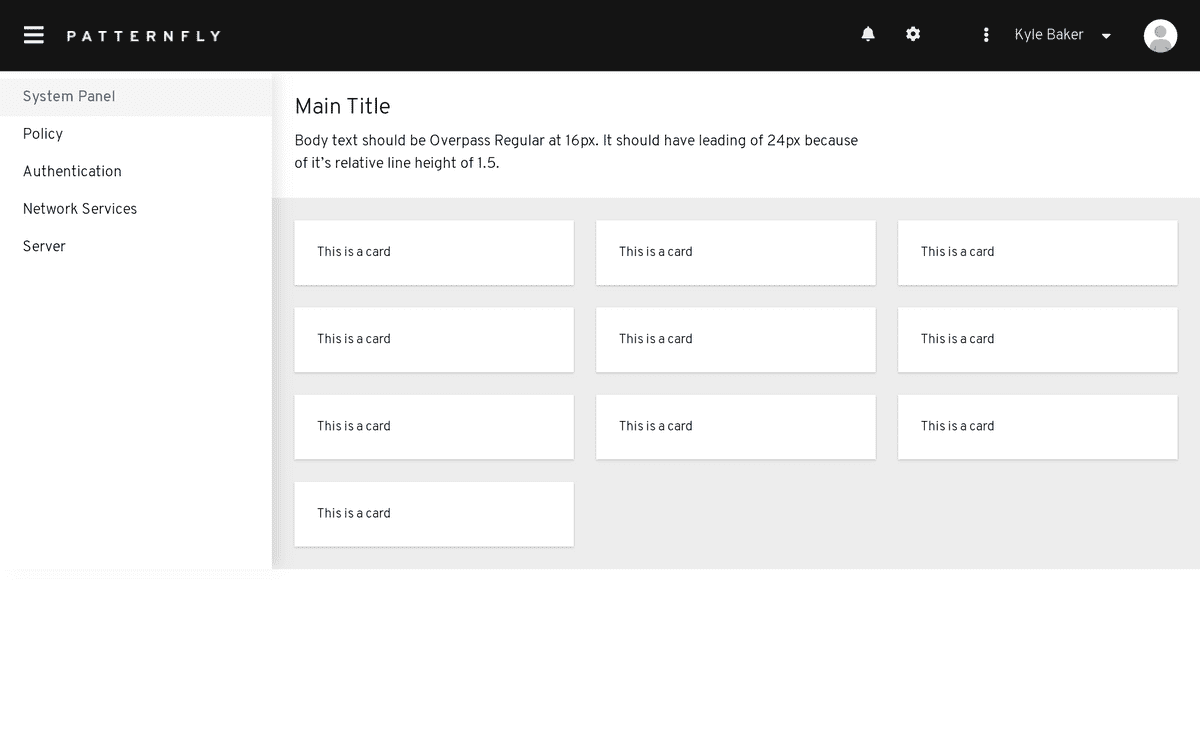 PATTERNFLY
Kyle Baker
System Panel
Policy
Authentication
Network Services
Server
Main Title
Body text should be Overpass Regular at 16px. It should have leading of 24px because
of it’s relative line height of 1.5.
This is a card
This is a card
This is a card
This is a card
This is a card
This is a card
This is a card
This is a card
This is a card
This is a card